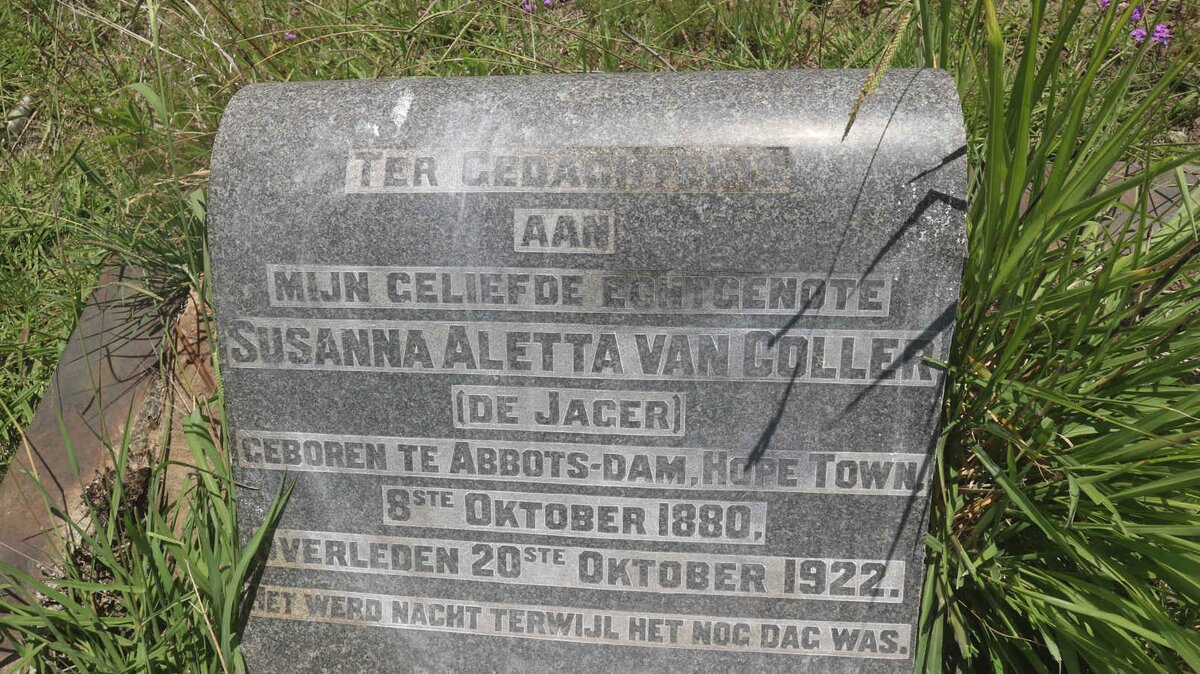 TER GEDACHTENIS
AAN
MIJN GELIEFDE ECHTGENOTE
SUSANNA ALETTA VAN COLLER
(DE JAGER)
GEBOREN TE ABBOTS-DAM, HOPE TOWN,
8STE OKTOBER 1880,
OVERLEDEN 20STE OKTOBER 1922.
HET WERD NACHT TERWIJL HET NOG DAG WAS.